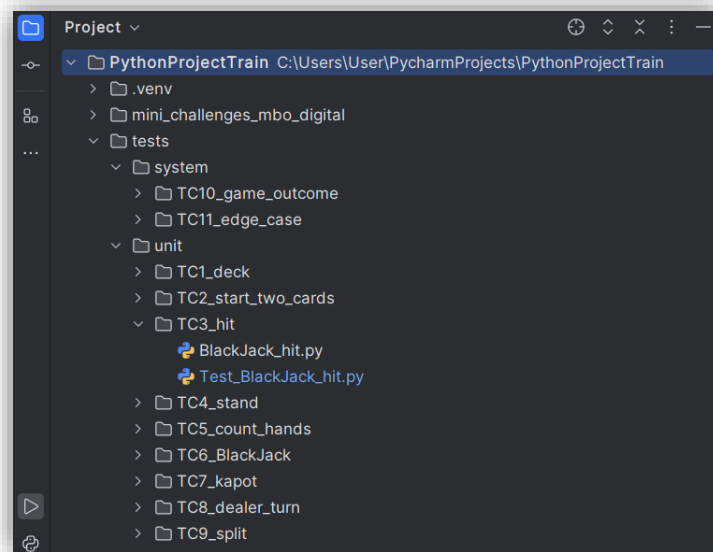 Project
PythonProjectTrain C:\Users\User\PycharmProjects\PythonProjectTrain
.venv
mini_challenges_mbo_digital
tests
system
TC10_game_outcome
TC11_edge_case
unit
TC1_deck
TC2_start_two_cards
TC3_hit
BlackJack_hit.py
Test_BlackJack_hit.py
TC4_stand
TC5_count_hands
TC6_BlackJack
TC7_kapot
TC8_dealer_turn
TC9_split